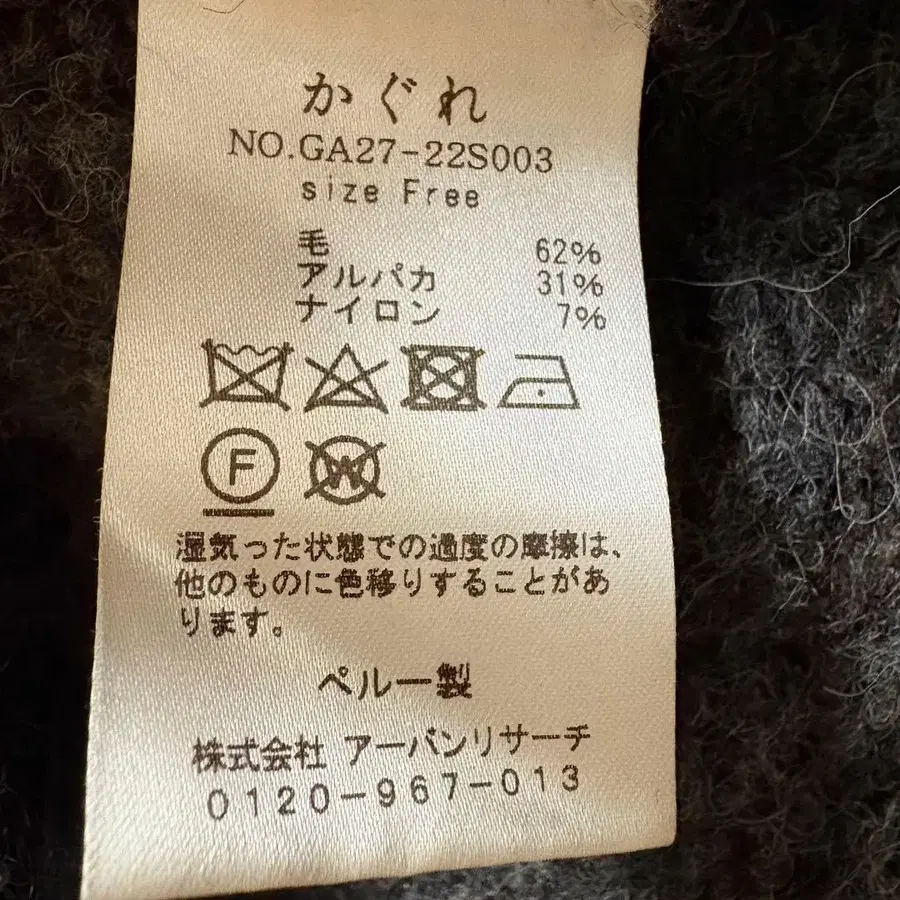 かぐれ
NO.GA27-22S003
size Free
毛 62%
アルパカ 31%
ナイロン 7%
F W
湿気った状態での過度の摩擦は、
他のものに色移りすることがあ
ります。
ペルー製
株式会社 アーバンリサーチ
0120-967-013